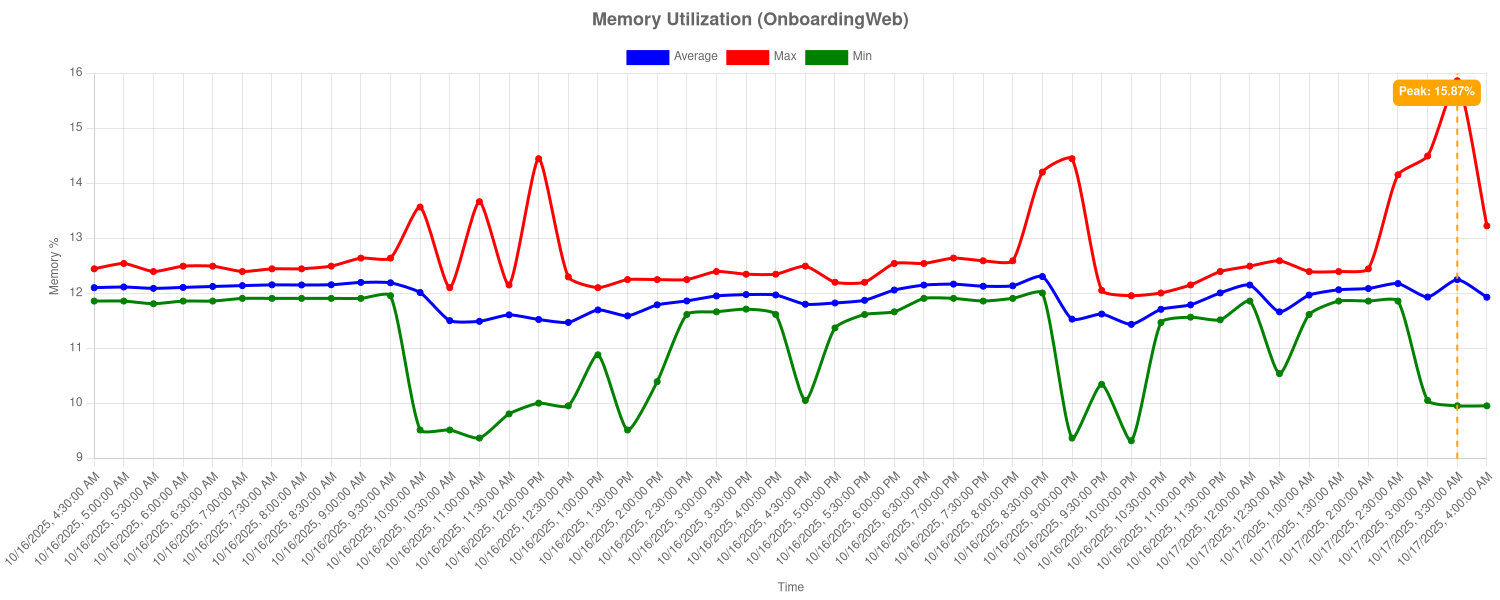 Memory Utilization (OnboardingWeb)
Average Max Min
16
15
14
13
12
11
10
9
Memory %
Peak: 15.87%
10/16/2025, 4:30:00 AM
10/16/2025, 5:00:00 AM
10/16/2025, 5:30:00 AM
10/16/2025, 6:00:00 AM
10/16/2025, 6:30:00 AM
10/16/2025, 7:00:00 AM
10/16/2025, 7:30:00 AM
10/16/2025, 8:00:00 AM
10/16/2025, 8:30:00 AM
10/16/2025, 9:00:00 AM
10/16/2025, 9:30:00 AM
10/16/2025, 10:00:00 AM
10/16/2025, 10:30:00 AM
10/16/2025, 11:00:00 AM
10/16/2025, 11:30:00 AM
10/16/2025, 12:00:00 PM
10/16/2025, 12:30:00 PM
10/16/2025, 1:00:00 PM
10/16/2025, 1:30:00 PM
10/16/2025, 2:00:00 PM
10/16/2025, 2:30:00 PM
10/16/2025, 3:00:00 PM
10/16/2025, 3:30:00 PM
10/16/2025, 4:00:00 PM
10/16/2025, 4:30:00 PM
10/16/2025, 5:00:00 PM
10/16/2025, 5:30:00 PM
10/16/2025, 6:00:00 PM
10/16/2025, 6:30:00 PM
10/16/2025, 7:00:00 PM
10/16/2025, 7:30:00 PM
10/16/2025, 8:00:00 PM
10/16/2025, 8:30:00 PM
10/16/2025, 9:00:00 PM
10/16/2025, 9:30:00 PM
10/16/2025, 10:00:00 PM
10/16/2025, 10:30:00 PM
10/16/2025, 11:00:00 PM
10/16/2025, 11:30:00 PM
10/17/2025, 12:00:00 AM
10/17/2025, 12:30:00 AM
10/17/2025, 1:00:00 AM
10/17/2025, 1:30:00 AM
10/17/2025, 2:00:00 AM
10/17/2025, 2:30:00 AM
10/17/2025, 3:00:00 AM
10/17/2025, 3:30:00 AM
10/17/2025, 4:00:00 AM
Time